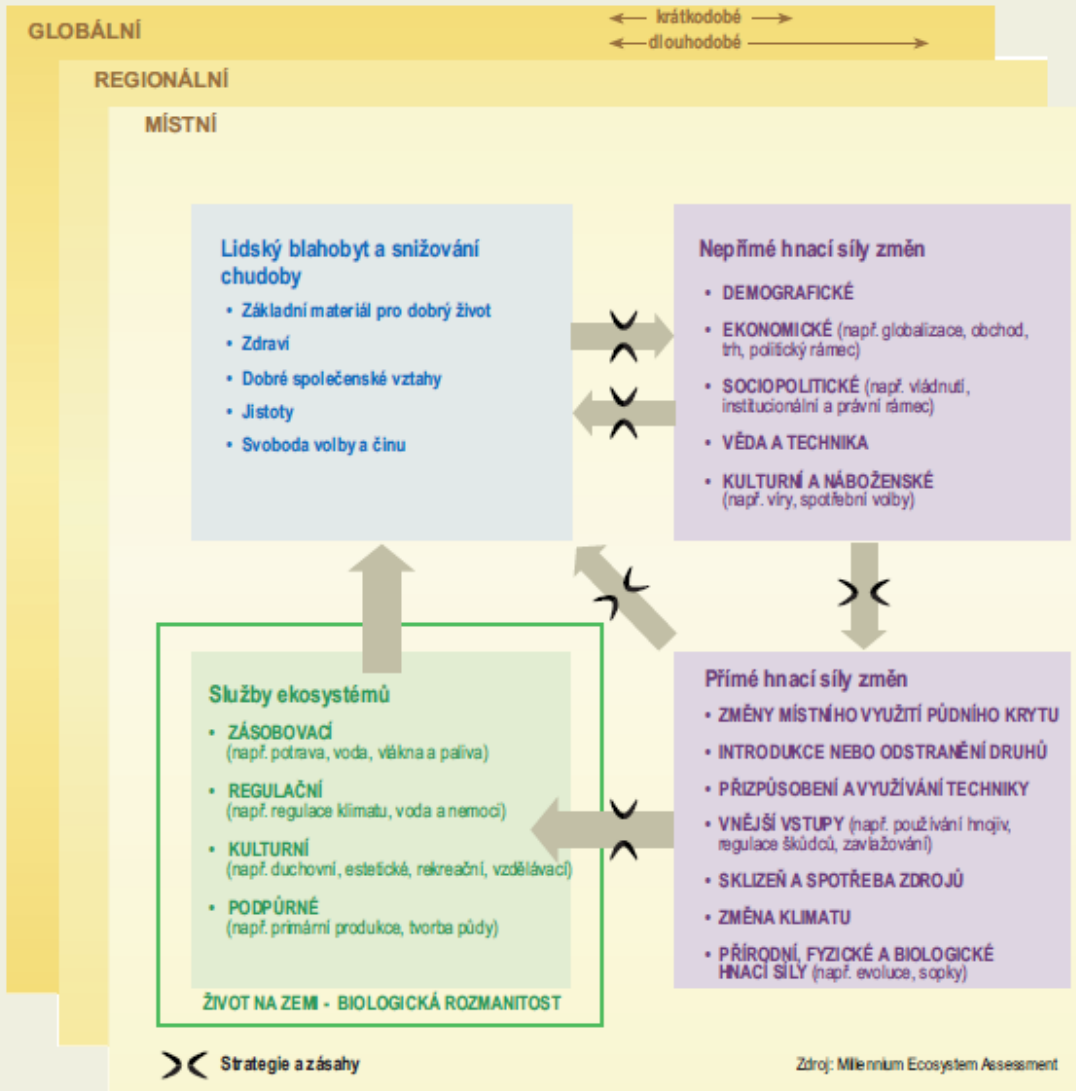 GLOBÁLNÍ
krátkodobé
dlouhodobé
REGIONÁLNÍ
MÍSTNÍ
Lidský blahobyt a snižování
chudoby
• Základní materiál pro dobrý život
• Zdraví
• Dobré společenské vztahy
• Jistoty
• Svoboda volby a činu
Nepřímé hnací síly změn
• DEMOGRAFICKÉ
• EKONOMICKÉ (např. globalizace, obchod,
trh, politický rámec)
• SOCIOPOLITICKÉ (např. vládnutí,
institucionální a právní rámec)
• VĚDA A TECHNIKA
• KULTURNÍ A NÁBOŽENSKÉ
(např. víry, spotřební volby)
Služby ekosystémů
• ZÁSOBOVACÍ
(např. potrava, voda, vlákna a paliva)
• REGULAČNÍ
(např. regulace klimatu, voda a nemoci)
• KULTURNÍ
(např. duchovní, estetické, rekreační, vzdělávací)
• PODPŮRNÉ
(např. primární produkce, tvorba půdy)
ŽIVOT NA ZEMI - BIOLOGICKÁ ROZMANITOST
Přímé hnací síly změn
• ZMĚNY MÍSTNÍHO VYUŽITÍ PŮDNÍHO KRYTU
• INTRODUKCE NEBO ODSTRANĚNÍ DRUHŮ
• PŘIZPŮSOBENÍ A VYUŽÍVÁNÍ TECHNIKY
• VNĚJŠÍ VSTUPY (např. používání hnojiv,
regulace škůdců, zavlažování)
• SKLIZEŇ A SPOTŘEBA ZDROJŮ
• ZMĚNA KLIMATU
• PŘÍRODNÍ, FYZICKÉ A BIOLOGICKÉ
HNACÍ SÍLY (např. evoluce, sopky)
Strategie a zásahy
Zdroj: Millennium Ecosystem Assessment